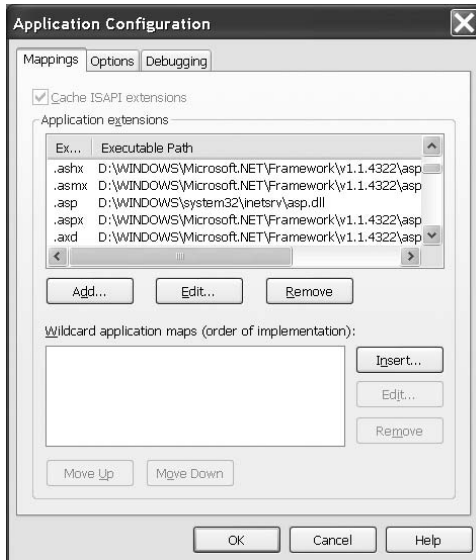 Application Configuration
Mappings Options Debugging
Cache ISAPI extensions
Application extensions
Ex... Executable Path
.ashx D:\WINDOWS\Microsoft.NET\Framework\v1.1.4322\asp
.asmx D:\WINDOWS\Microsoft.NET\Framework\v1.1.4322\asp
.asp D:\WINDOWS\system32\inetsrv\asp.dll
.aspx D:\WINDOWS\Microsoft.NET\Framework\v1.1.4322\asp
.axd D:\WINDOWS\Microsoft.NET\Framework\v1.1.4322\asp
Add... Edit... Remove
Wildcard application maps (order of implementation):
Insert...
Edit...
Remove
Move Up Move Down
OK Cancel Help